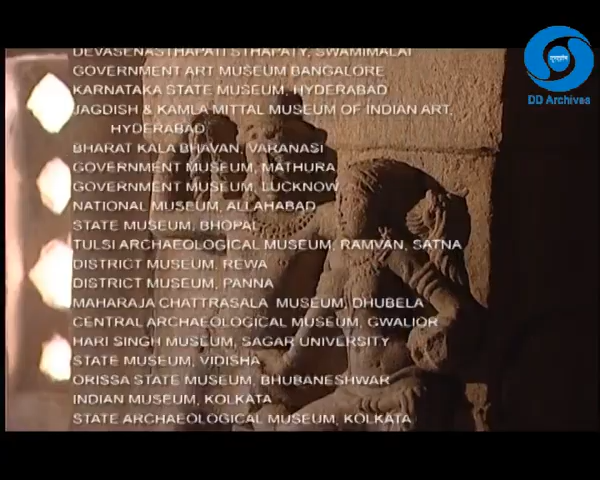 DEVASENASTHAPATI STHAPATY, SWAMIMALAI
GOVERNMENT ART MUSEUM BANGALORE
KARNATAKA STATE MUSEUM, HYDERABAD
JAGDISH & KAMLA MITTAL MUSEUM OF INDIAN ART,
HYDERABAD
BHARAT KALA BHAVAN, VARANASI
GOVERNMENT MUSEUM, MATHURA
GOVERNMENT MUSEUM, LUCKNOW
NATIONAL MUSEUM, ALLAHABAD
STATE MUSEUM, BHOPAL
TULSI ARCHAEOLOGICAL MUSEUM, RAMVAN, SATNA
DISTRICT MUSEUM, REWA
DISTRICT MUSEUM, PANNA
MAHARAJA CHATTRASALA MUSEUM, DHUBELA
CENTRAL ARCHAEOLOGICAL MUSEUM, GWALIOR
HARI SINGH MUSEUM, SAGAR UNIVERSITY
STATE MUSEUM, VIDISHA
ORISSA STATE MUSEUM, BHUBANESHWAR
INDIAN MUSEUM, KOLKATA
STATE ARCHAEOLOGICAL MUSEUM, KOLKATA
DD Archives